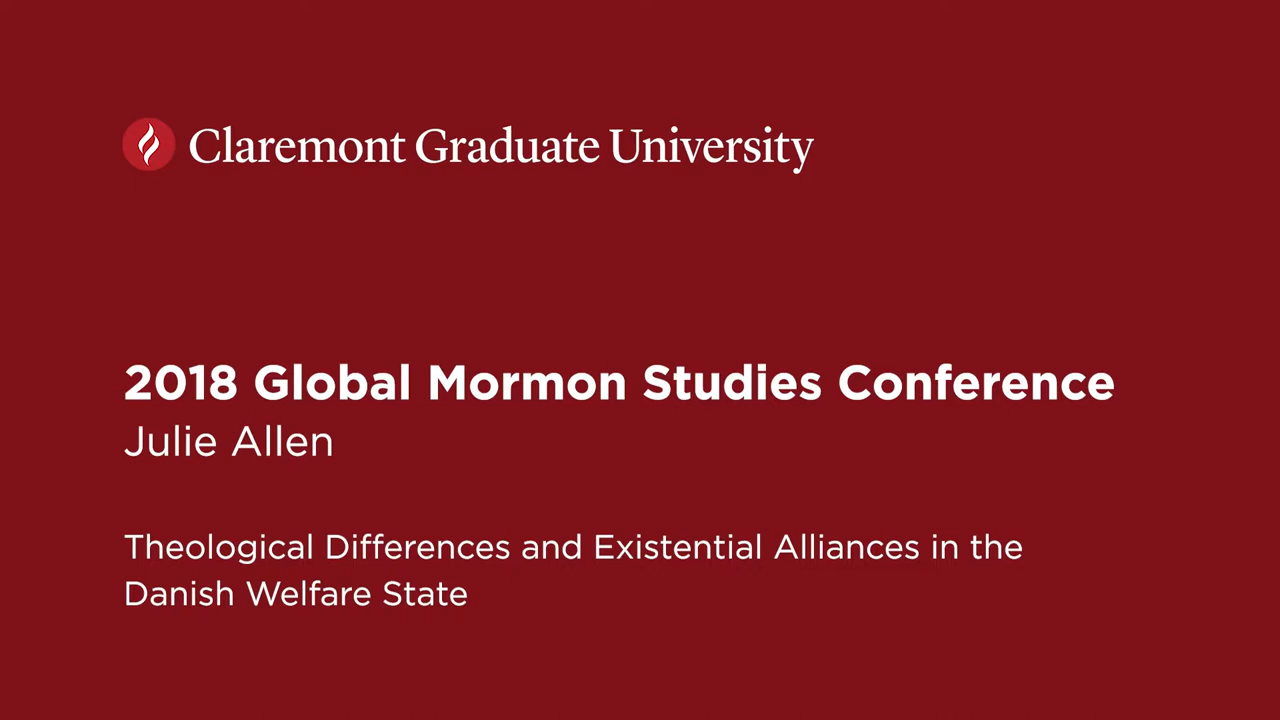 Claremont Graduate University
2018 Global Mormon Studies Conference
Julie Allen
Theological Differences and Existential Alliances in the
Danish Welfare State